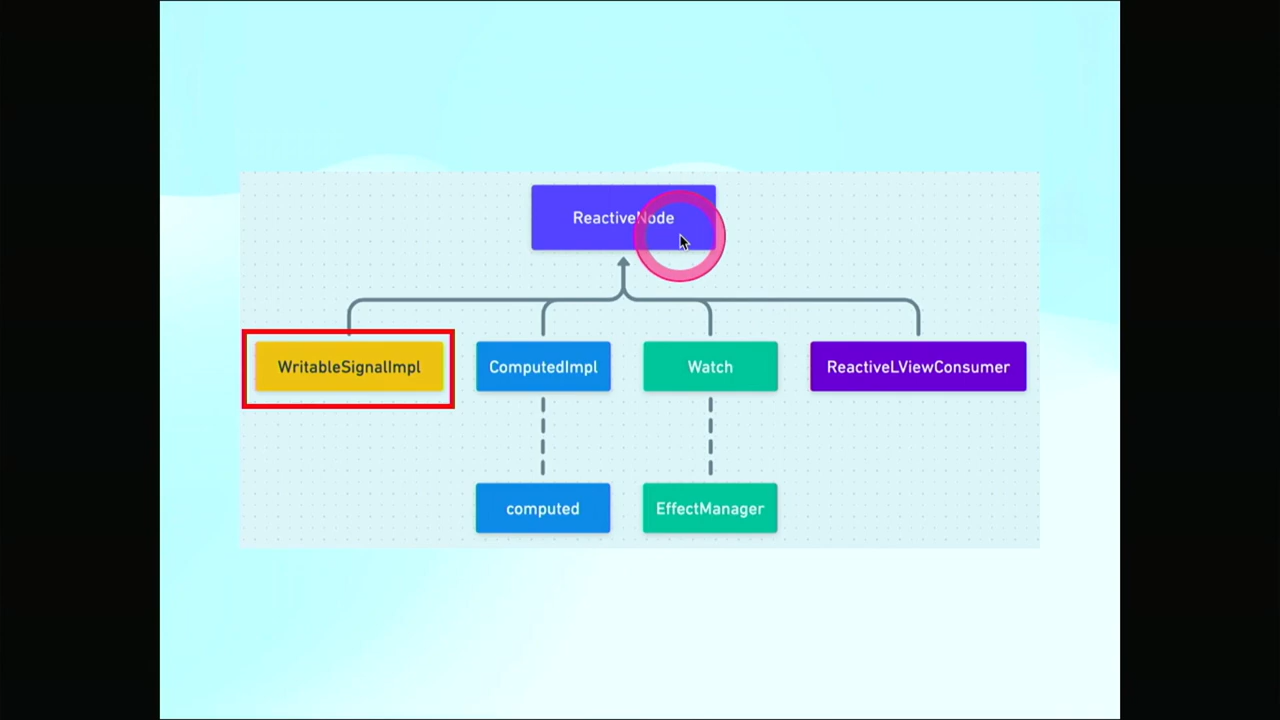 ReactiveNode
WritableSignalImpl
ComputedImpl
Watch
ReactiveLViewConsumer
computed
EffectManager